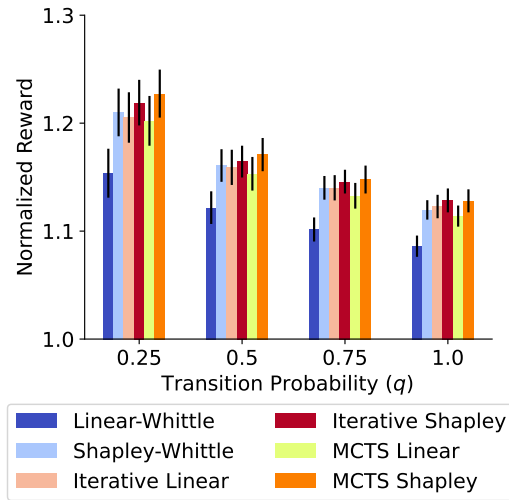 1.3
1.2
1.1
1.0
Normalized Reward
0.25 0.5 0.75 1.0
Transition Probability (q)
Linear-Whittle
Shapley-Whittle
Iterative Linear
Iterative Shapley
MCTS Linear
MCTS Shapley